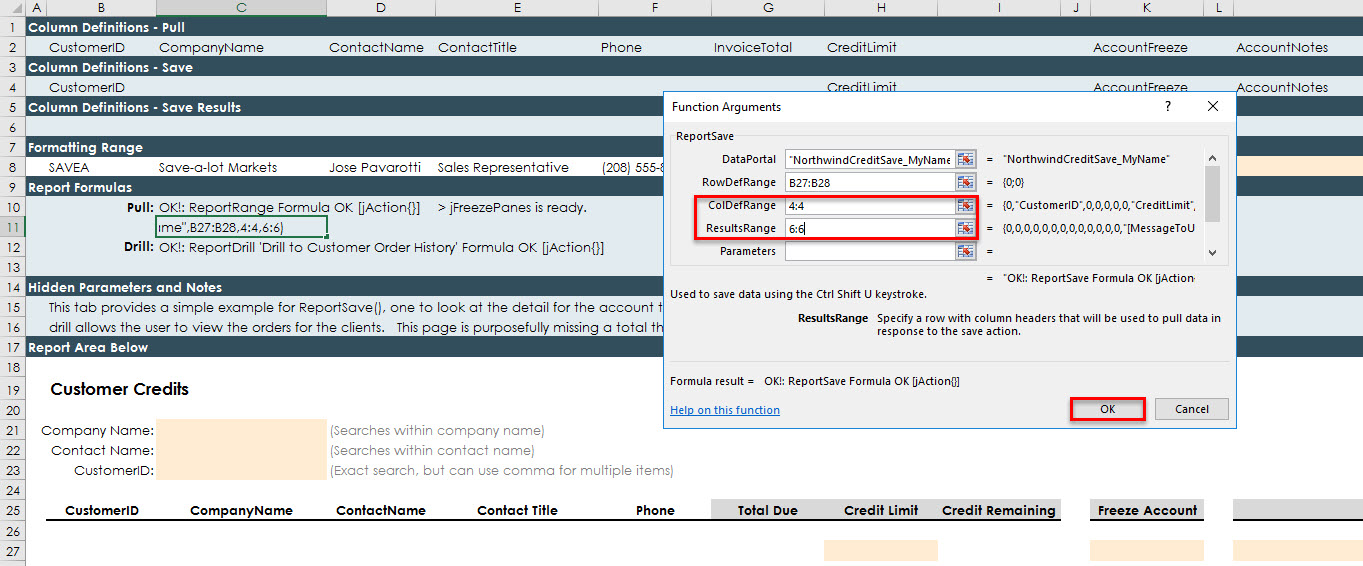 A B C D E F G H I J K L
1 Column Definitions - Pull
2 CustomerID CompanyName ContactName ContactTitle Phone InvoiceTotal CreditLimit AccountFreeze AccountNotes
3 Column Definitions - Save
4 CustomerID CreditLimit AccountFreeze AccountNotes
5 Column Definitions - Save Results
6
7 Formatting Range
8 SAVEA Save-a-lot Markets Jose Pavarotti Sales Representative (208) 555-8
9 Report Formulas
10 Pull: OK!: ReportRange Formula OK [jAction{}] > jFreezePanes is ready.
11 ume",B27:B28,4:4,6:6)
12 Drill: OK!: ReportDrill 'Drill to Customer Order History' Formula OK [jAction{}]
13
14 Hidden Parameters and Notes
15 This tab provides a simple example for ReportSave(), one to look at the detail for the account t
16 drill allows the user to view the orders for the clients. This page is purposefully missing a total th
17 Report Area Below
18
19 Customer Credits
20
21 Company Name: (Searches within company name)
22 Contact Name: (Searches within contact name)
23 CustomerID: (Exact search, but can use comma for multiple items)
24
25 CustomerID CompanyName ContactName Contact Title Phone Total Due Credit Limit Credit Remaining Freeze Account
26
27
Function Arguments ?
ReportSave
DataPortal "NorthwindCreditSave_MyName = "NorthwindCreditSave_MyName"
RowDefRange B27:B28 = {0;0}
ColDefRange 4:4 = {0,"CustomerID",0,0,0,0,0,"CreditLimit",
ResultsRange 6:6 = {0,0,0,0,0,0,0,0,0,0,0,0,0,"[MessageToU
Parameters =
= "OK!: ReportSave Formula OK [jAction
Used to save data using the Ctrl Shift U keystroke.
ResultsRange Specify a row with column headers that will be used to pull data in
response to the save action.
Formula result = OK!: ReportSave Formula OK [jAction{}]
Help on this function OK Cancel